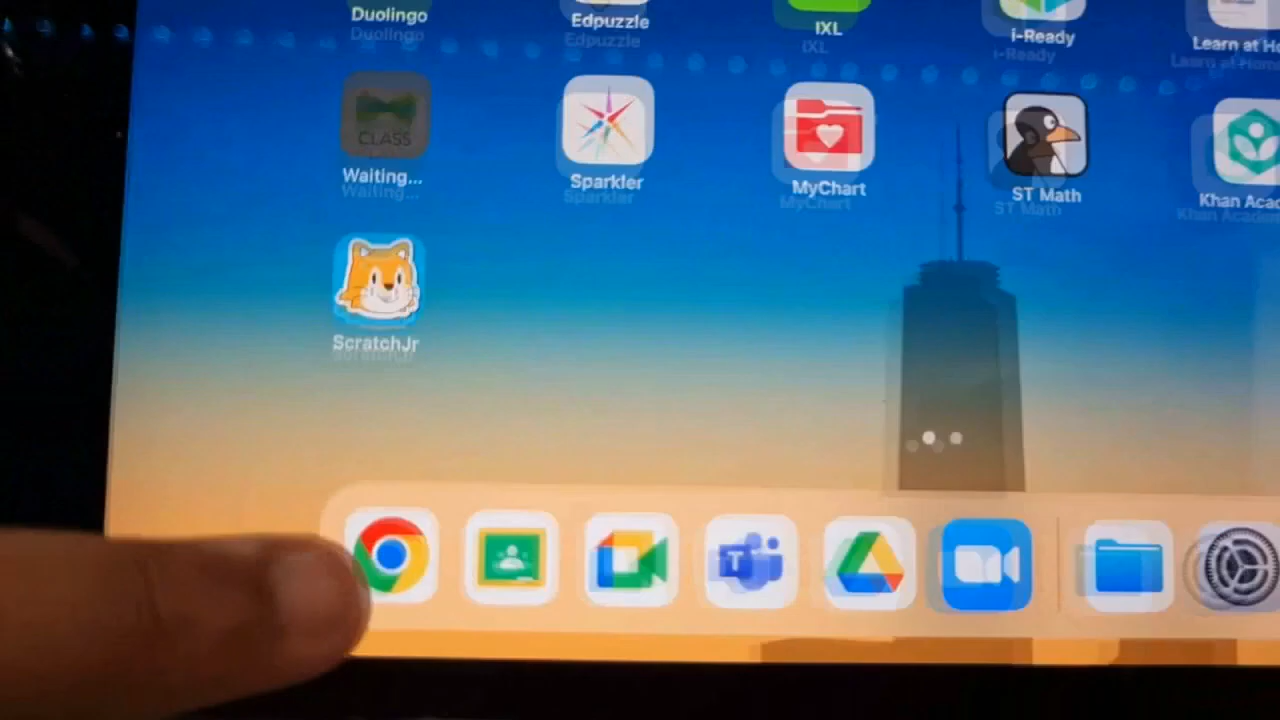 Duolingo
Edpuzzle
IXL
i-Ready
Learn at Ho
CLASS
Waiting...
Sparkler
MyChart
ST Math
Khan Acad
ScratchJr
T